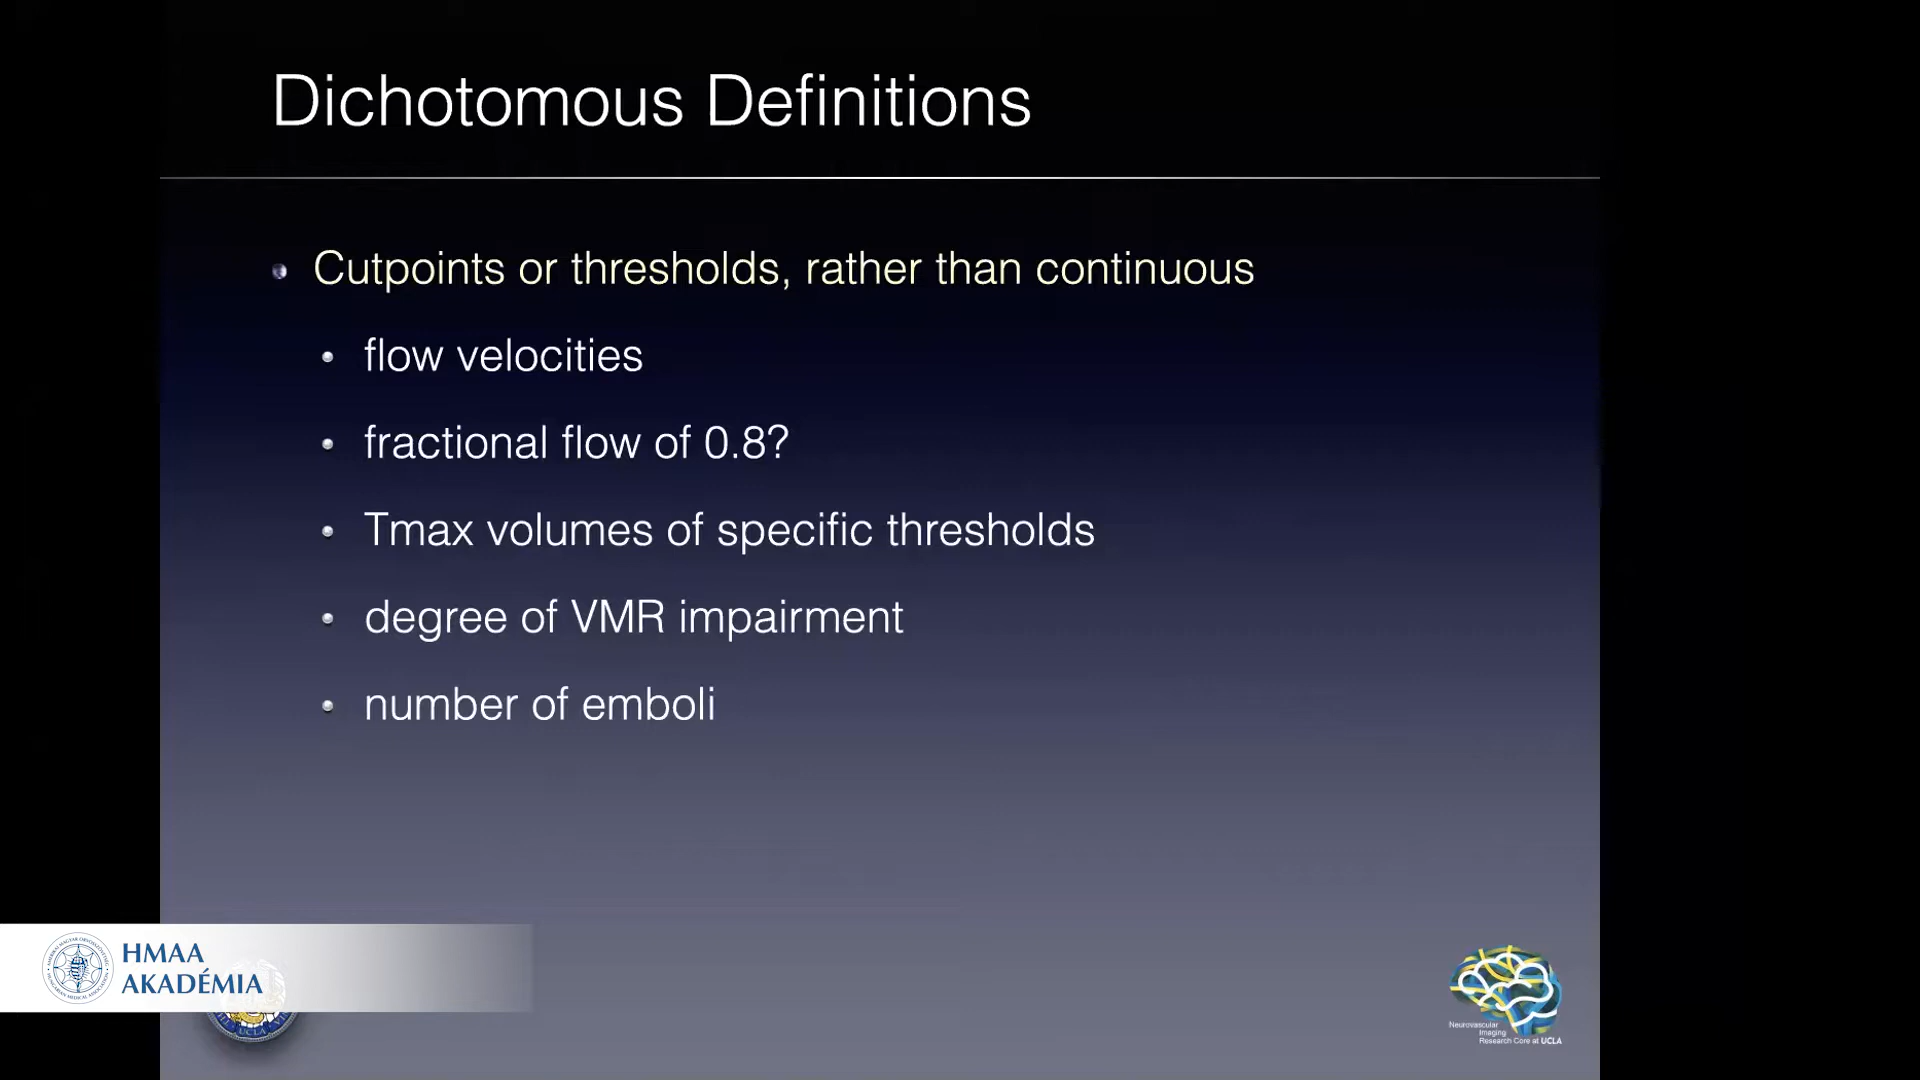 Dichotomous Definitions
Cutpoints or thresholds, rather than continuous
flow velocities
fractional flow of 0.8?
Tmax volumes of specific thresholds
degree of VMR impairment
number of emboli
HMAA
AKADÉMIA
UCLA
Neurovascular
Imaging
Research Core at UCLA